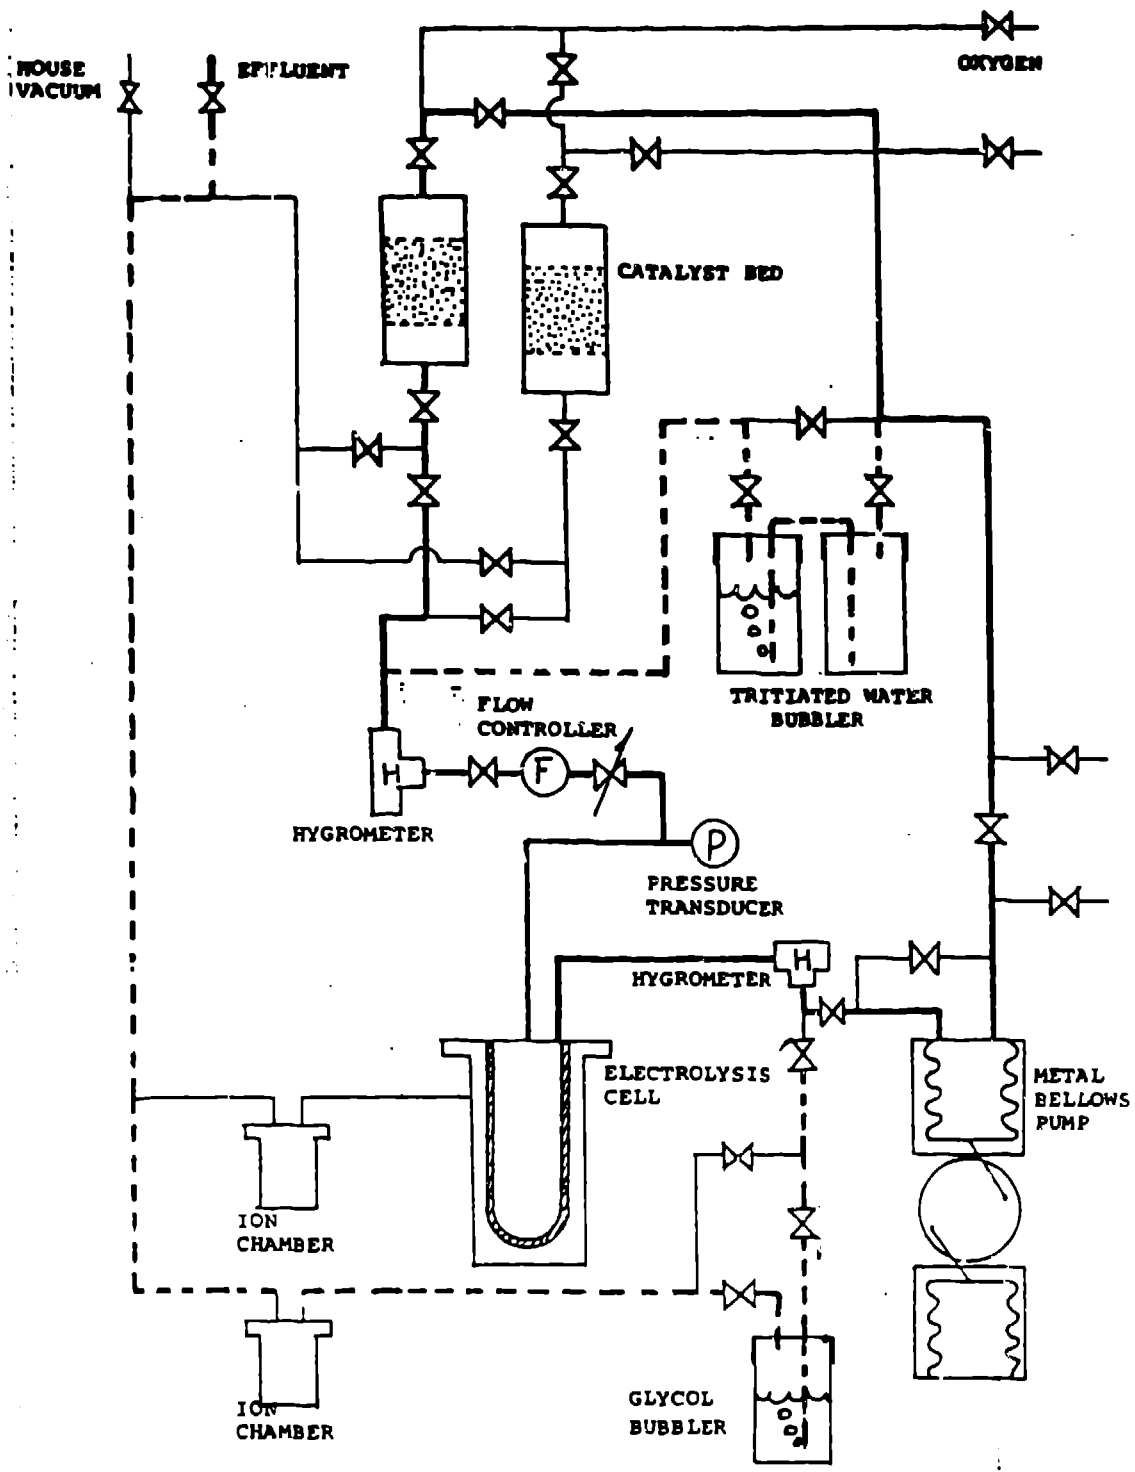 HOUSE
VACUUM
EFFLUENT
OXYGEN
CATALYST BED
TRITIATED WATER
BUBBLER
FLOW
CONTROLLER
H
F
HYGROMETER
P
PRESSURE
TRANSDUCER
H
HYGROMETER
ELECTROLYSIS
CELL
METAL
BELLOWS
PUMP
ION
CHAMBER
ION
CHAMBER
GLYCOL
BUBBLER